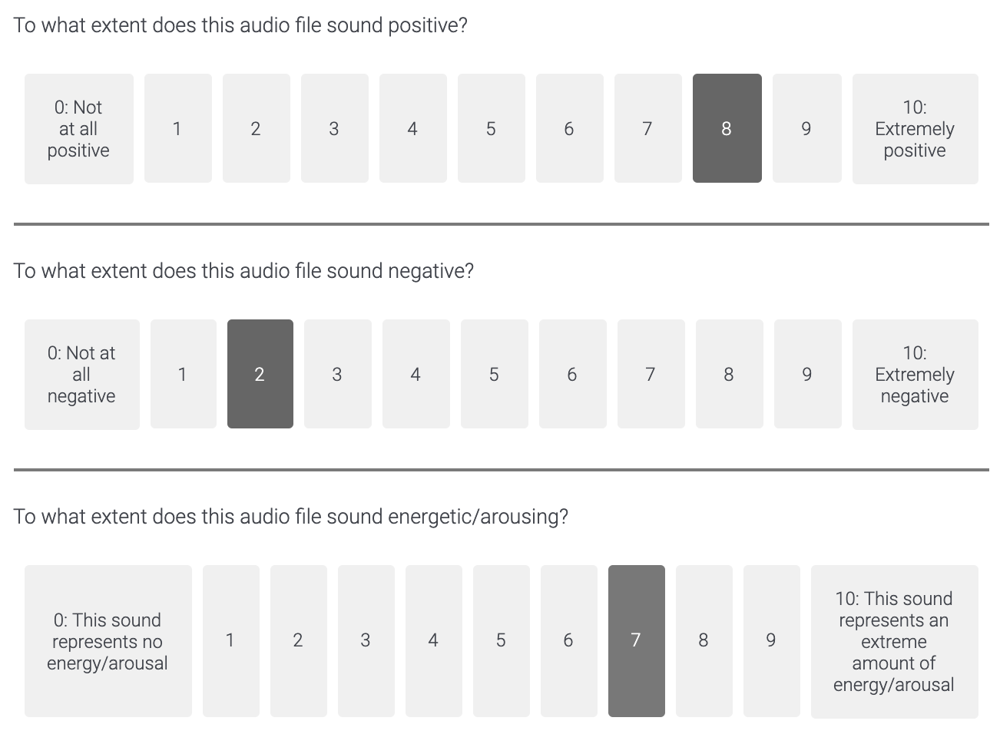 To what extent does this audio file sound positive?
0: Not
at all
positive
1
2
3
4
5
6
7
8
9
10:
Extremely
positive
To what extent does this audio file sound negative?
0: Not at
all
negative
1
2
3
4
5
6
7
8
9
10:
Extremely
negative
To what extent does this audio file sound energetic/arousing?
0: This sound
represents no
energy/arousal
1
2
3
4
5
6
7
8
9
10: This sound
represents an
extreme
amount of
energy/arousal